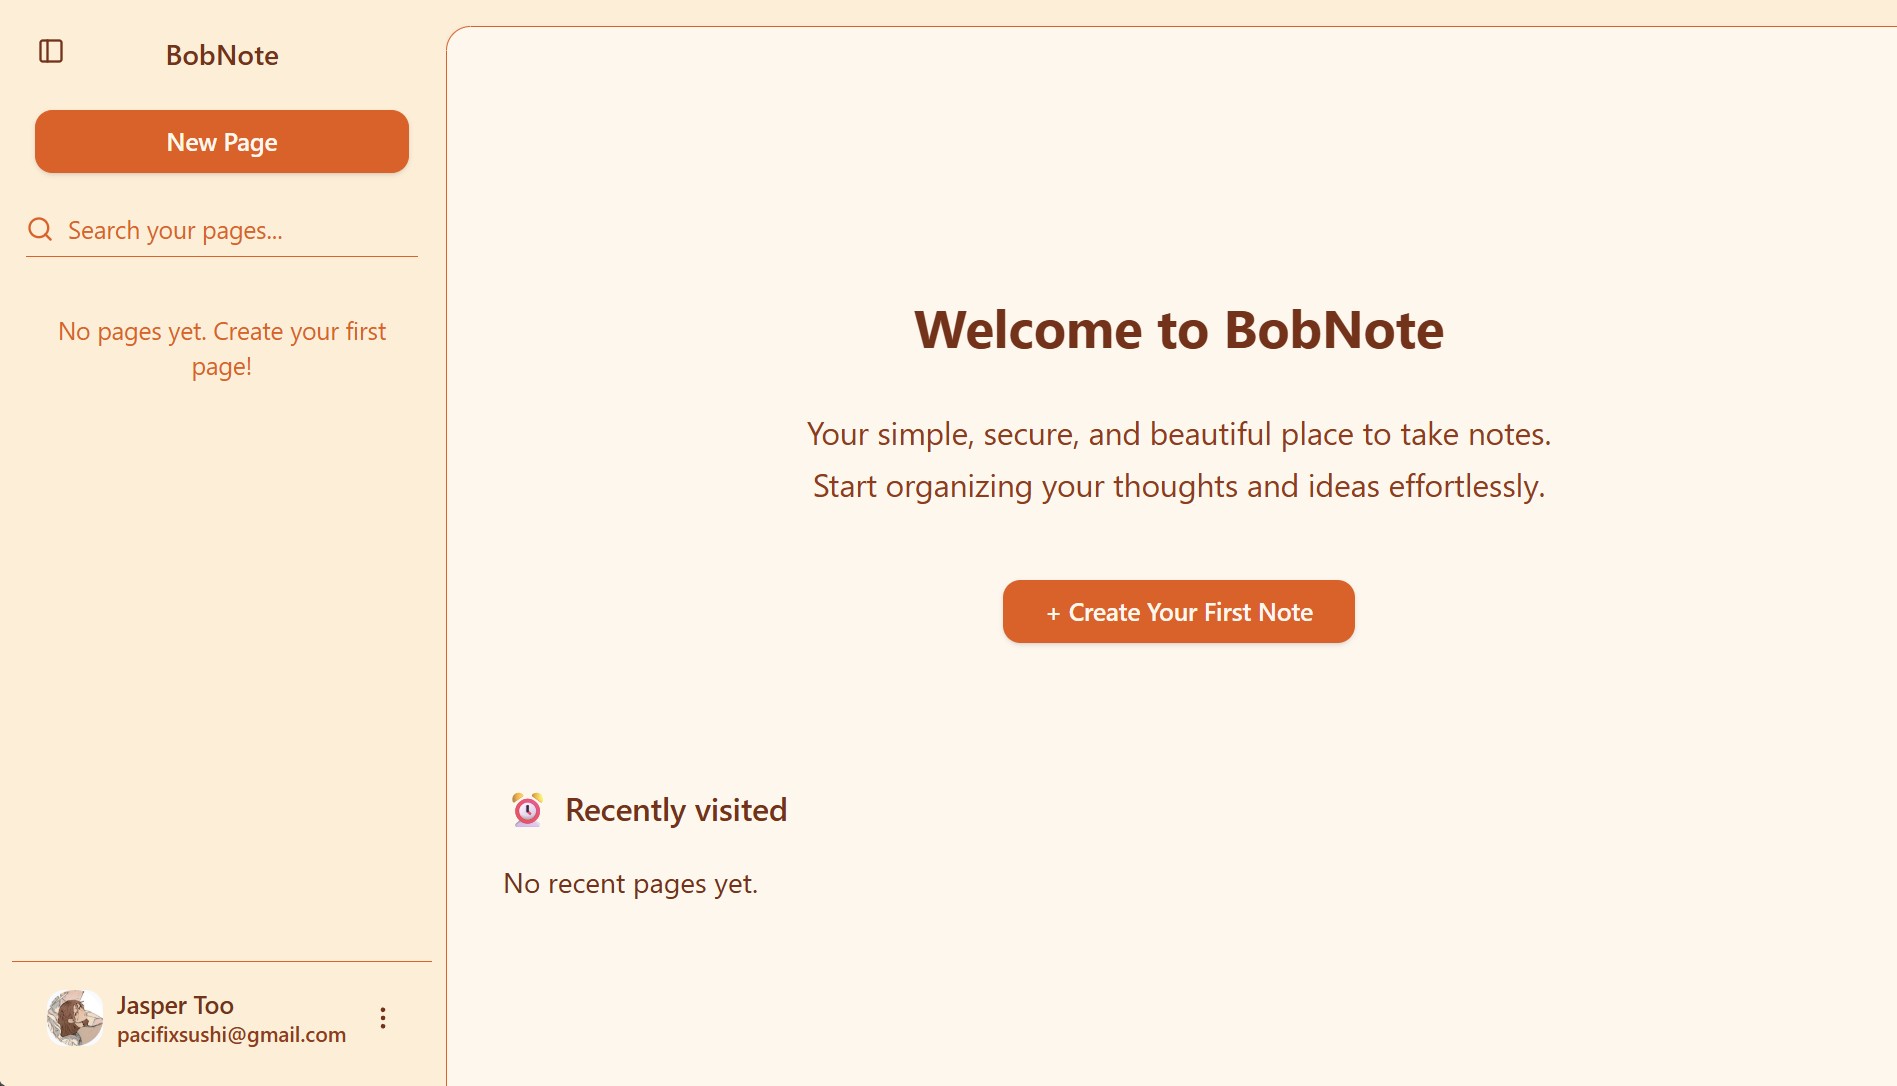 BobNote
New Page
Search your pages...
No pages yet. Create your first
page!
Welcome to BobNote
Your simple, secure, and beautiful place to take notes.
Start organizing your thoughts and ideas effortlessly.
+ Create Your First Note
Recently visited
No recent pages yet.
Jasper Too
pacifixsushi@gmail.com